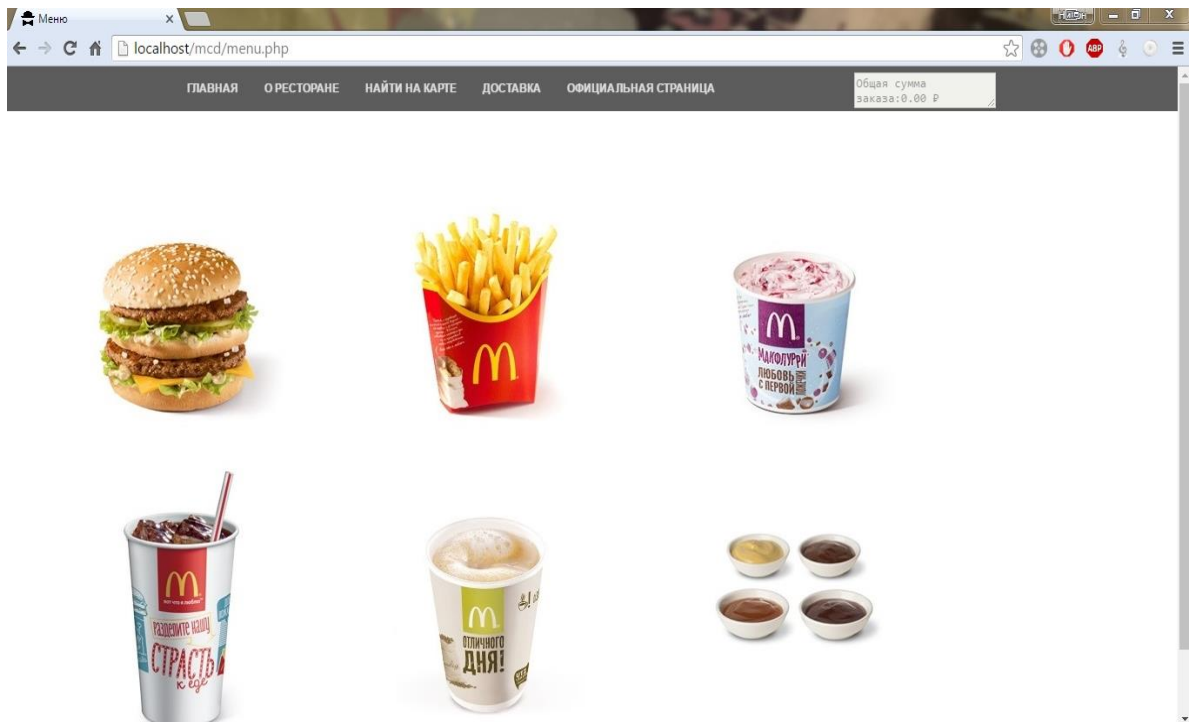 Меню
localhost/mcd/menu.php
ABP
ГЛАВНАЯ О РЕСТОРАНЕ НАЙТИ НА КАРТЕ ДОСТАВКА ОФИЦИАЛЬНАЯ СТРАНИЦА
Общая сумма
заказа:0.00 ₽
МАКФЛУРРИ
ЛЮБОВЬ
С ПЕРВОЙ
РАЗДЕЛИТЕ НАШУ
СТРАСТЬ
к еде
ОТЛИЧНОГО
ДНЯ!